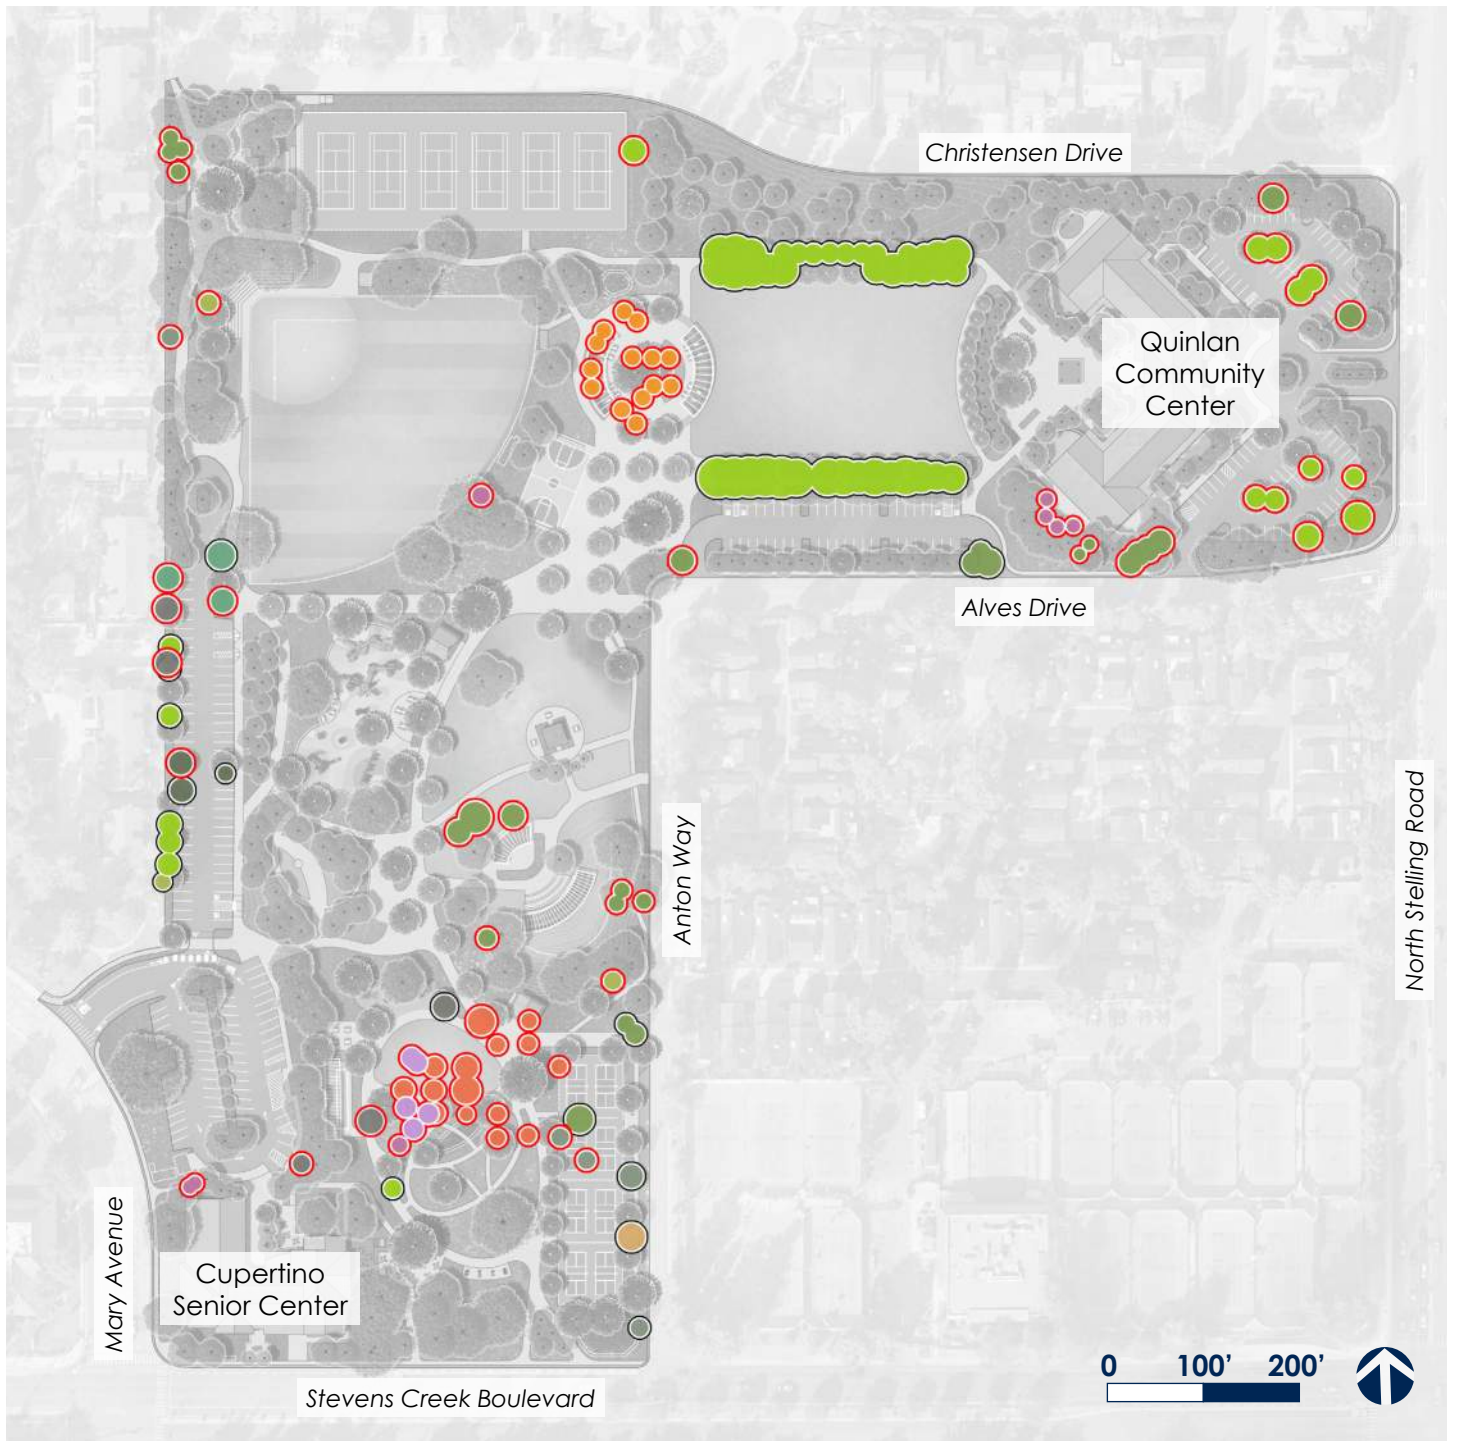 Christensen Drive
Quinlan
Community
Center
Alves Drive
Anton Way
North Stelling Road
Mary Avenue
Cupertino
Senior Center
0 100’ 200’
Stevens Creek Boulevard